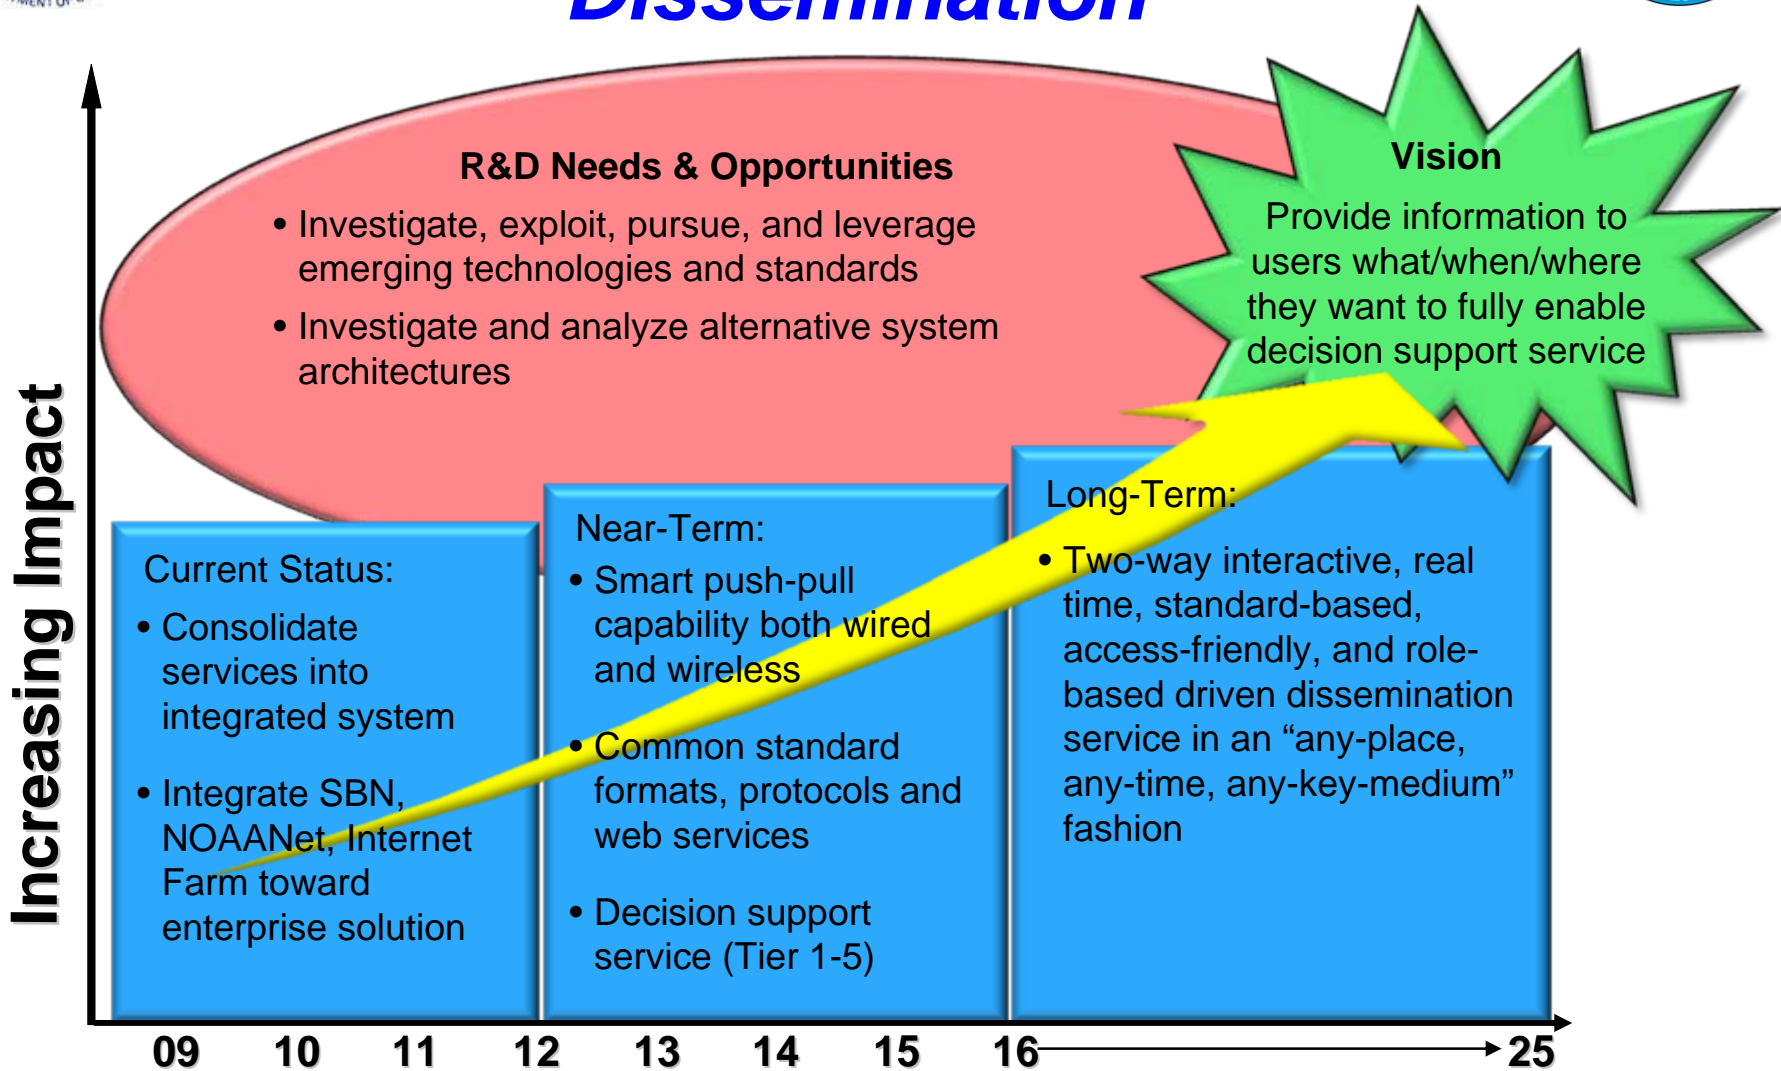 Dissemination
R&D Needs & Opportunities
• Investigate, exploit, pursue, and leverage
emerging technologies and standards
• Investigate and analyze alternative system
architectures
Vision
Provide information to
users what/when/where
they want to fully enable
decision support service
Increasing Impact
Current Status:
• Consolidate
services into
integrated system
• Integrate SBN,
NOAANet, Internet
Farm toward
enterprise solution
Near-Term:
• Smart push-pull
capability both wired
and wireless
• Common standard
formats, protocols and
web services
• Decision support
service (Tier 1-5)
Long-Term:
• Two-way interactive, real
time, standard-based,
access-friendly, and role-
based driven dissemination
service in an “any-place,
any-time, any-key-medium”
fashion
09 10 11 12 13 14 15 16 25